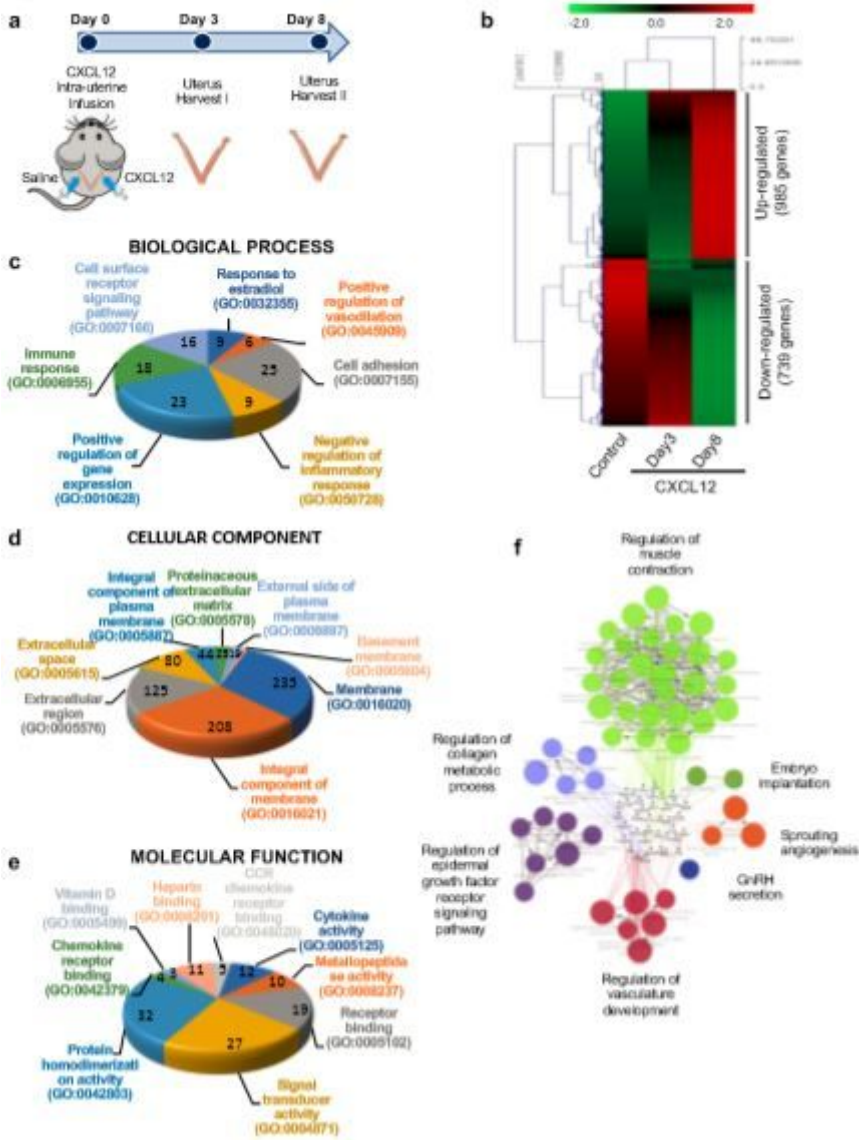 a
Day 0
Day 3
Day 8
CXCL12
Intra-uterine
Infusion
Uterus
Harvest I
Uterus
Harvest II
Saline
CXCL12
b
-2.0
0.0
2.0
Up-regulated
(985 genes)
Down-regulated
(739 genes)
Control
Day3
Day8
CXCL12
c
BIOLOGICAL PROCESS
Cell surface
receptor
signaling
pathway
(GO:0007166)
Response to
estradiol
(GO:0032355)
Positive
regulation of
vasodilation
(GO:0045909)
Immune
response
(GO:0006955)
Cell adhesion
(GO:0007155)
Positive
regulation of
gene
expression
(GO:0010628)
Negative
regulation of
inflammatory
response
(GO:0050728)
16
9
6
18
25
23
9
d
CELLULAR COMPONENT
Integral
component of
plasma
membrane
(GO:0005887)
Proteinaceous
extracellular
matrix
(GO:0005578)
External side of
plasma
membrane
Basement
membrane
Extracellular
space
(GO:0005615)
Extracellular
region
(GO:0005576)
Membrane
(GO:0016020)
Integral
component of
membrane
(GO:0016021)
44
80
125
235
208
e
MOLECULAR FUNCTION
Vitamin D
binding
(GO:0005499)
Heparin
binding
CCR
chemokine
receptor
binding
(GO:0048020)
Cytokine
activity
(GO:0005125)
Chemokine
receptor
binding
(GO:0042379)
Metallopeptida
se activity
(GO:0008237)
Receptor
binding
(GO:0005102)
Protein
homodimerizati
on activity
(GO:0042803)
Signal
transducer
activity
(GO:0004871)
4
3
11
5
12
10
19
32
27
f
Regulation of
muscle
contraction
Regulation of
collagen
metabolic
process
Embryo
implantation
Regulation of
epidermal
growth factor
receptor
signaling
pathway
Sprouting
angiogenesis
GnRH
secretion
Regulation of
vasculature
development